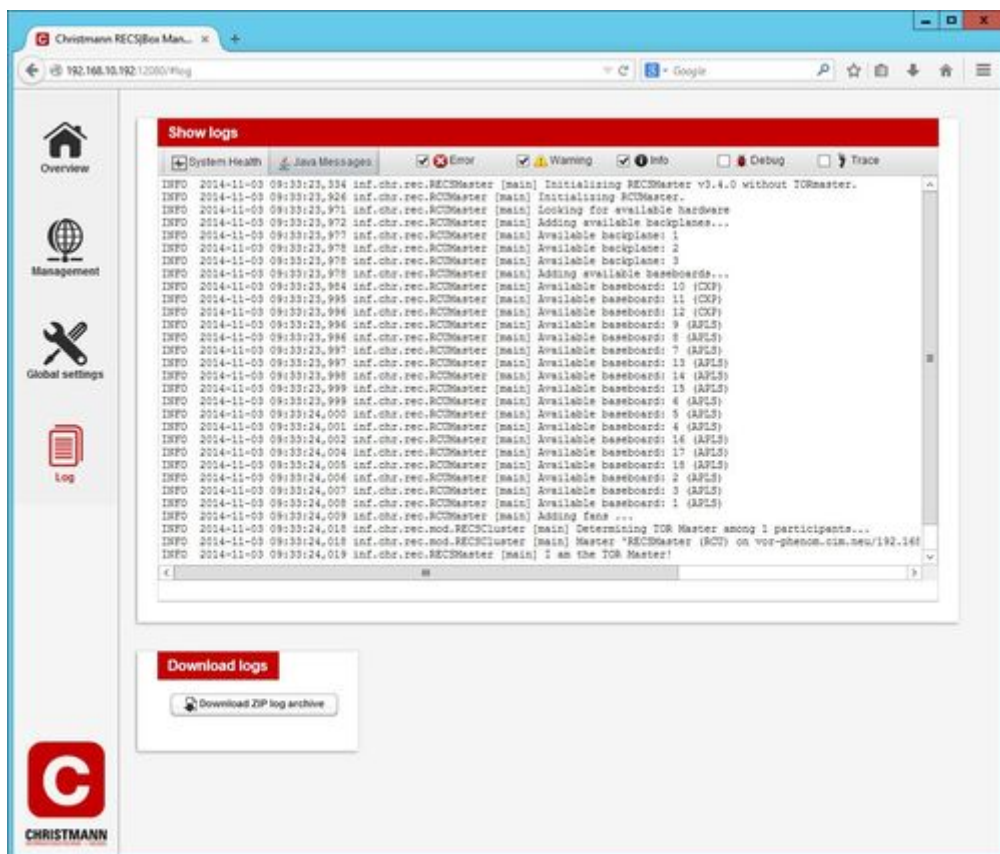 Christmann RECS|Box Man...
192.168.10.192:12080/#log
Google
Overview
Management
Global settings
Log
Show logs
System Health Java Messages Error Warning Info Debug Trace
INFO 2014-11-03 09:33:23,334 inf.chr.rec.RECSMaster [main] Initializing RECSMaster v3.4.0 without TORmaster.
INFO 2014-11-03 09:33:23,926 inf.chr.rec.RCUMaster [main] Initializing RCUMaster.
INFO 2014-11-03 09:33:23,971 inf.chr.rec.RCUMaster [main] Looking for available hardware
INFO 2014-11-03 09:33:23,972 inf.chr.rec.RCUMaster [main] Adding available backplanes...
INFO 2014-11-03 09:33:23,977 inf.chr.rec.RCUMaster [main] Available backplane: 1
INFO 2014-11-03 09:33:23,978 inf.chr.rec.RCUMaster [main] Available backplane: 2
INFO 2014-11-03 09:33:23,978 inf.chr.rec.RCUMaster [main] Available backplane: 3
INFO 2014-11-03 09:33:23,978 inf.chr.rec.RCUMaster [main] Adding available baseboards...
INFO 2014-11-03 09:33:23,984 inf.chr.rec.RCUMaster [main] Available baseboard: 10 (CXP)
INFO 2014-11-03 09:33:23,995 inf.chr.rec.RCUMaster [main] Available baseboard: 11 (CXP)
INFO 2014-11-03 09:33:23,996 inf.chr.rec.RCUMaster [main] Available baseboard: 12 (CXP)
INFO 2014-11-03 09:33:23,996 inf.chr.rec.RCUMaster [main] Available baseboard: 9 (APLS)
INFO 2014-11-03 09:33:23,996 inf.chr.rec.RCUMaster [main] Available baseboard: 8 (APLS)
INFO 2014-11-03 09:33:23,997 inf.chr.rec.RCUMaster [main] Available baseboard: 7 (APLS)
INFO 2014-11-03 09:33:23,997 inf.chr.rec.RCUMaster [main] Available baseboard: 13 (APLS)
INFO 2014-11-03 09:33:23,998 inf.chr.rec.RCUMaster [main] Available baseboard: 14 (APLS)
INFO 2014-11-03 09:33:23,999 inf.chr.rec.RCUMaster [main] Available baseboard: 15 (APLS)
INFO 2014-11-03 09:33:23,999 inf.chr.rec.RCUMaster [main] Available baseboard: 6 (APLS)
INFO 2014-11-03 09:33:24,000 inf.chr.rec.RCUMaster [main] Available baseboard: 5 (APLS)
INFO 2014-11-03 09:33:24,001 inf.chr.rec.RCUMaster [main] Available baseboard: 4 (APLS)
INFO 2014-11-03 09:33:24,002 inf.chr.rec.RCUMaster [main] Available baseboard: 16 (APLS)
INFO 2014-11-03 09:33:24,004 inf.chr.rec.RCUMaster [main] Available baseboard: 17 (APLS)
INFO 2014-11-03 09:33:24,005 inf.chr.rec.RCUMaster [main] Available baseboard: 18 (APLS)
INFO 2014-11-03 09:33:24,006 inf.chr.rec.RCUMaster [main] Available baseboard: 2 (APLS)
INFO 2014-11-03 09:33:24,007 inf.chr.rec.RCUMaster [main] Available baseboard: 3 (APLS)
INFO 2014-11-03 09:33:24,008 inf.chr.rec.RCUMaster [main] Available baseboard: 1 (APLS)
INFO 2014-11-03 09:33:24,009 inf.chr.rec.RCUMaster [main] Adding fans ...
INFO 2014-11-03 09:33:24,018 inf.chr.rec.mod.RECSCluster [main] Determining TOR Master among 1 participants...
INFO 2014-11-03 09:33:24,018 inf.chr.rec.mod.RECSCluster [main] Master "RECSMaster (RCU) on vor-phenom.cim.neu/192.168
INFO 2014-11-03 09:33:24,019 inf.chr.rec.RECSMaster [main] I am the TOR Master!
Download logs
Download ZIP log archive
C
CHRISTMANN